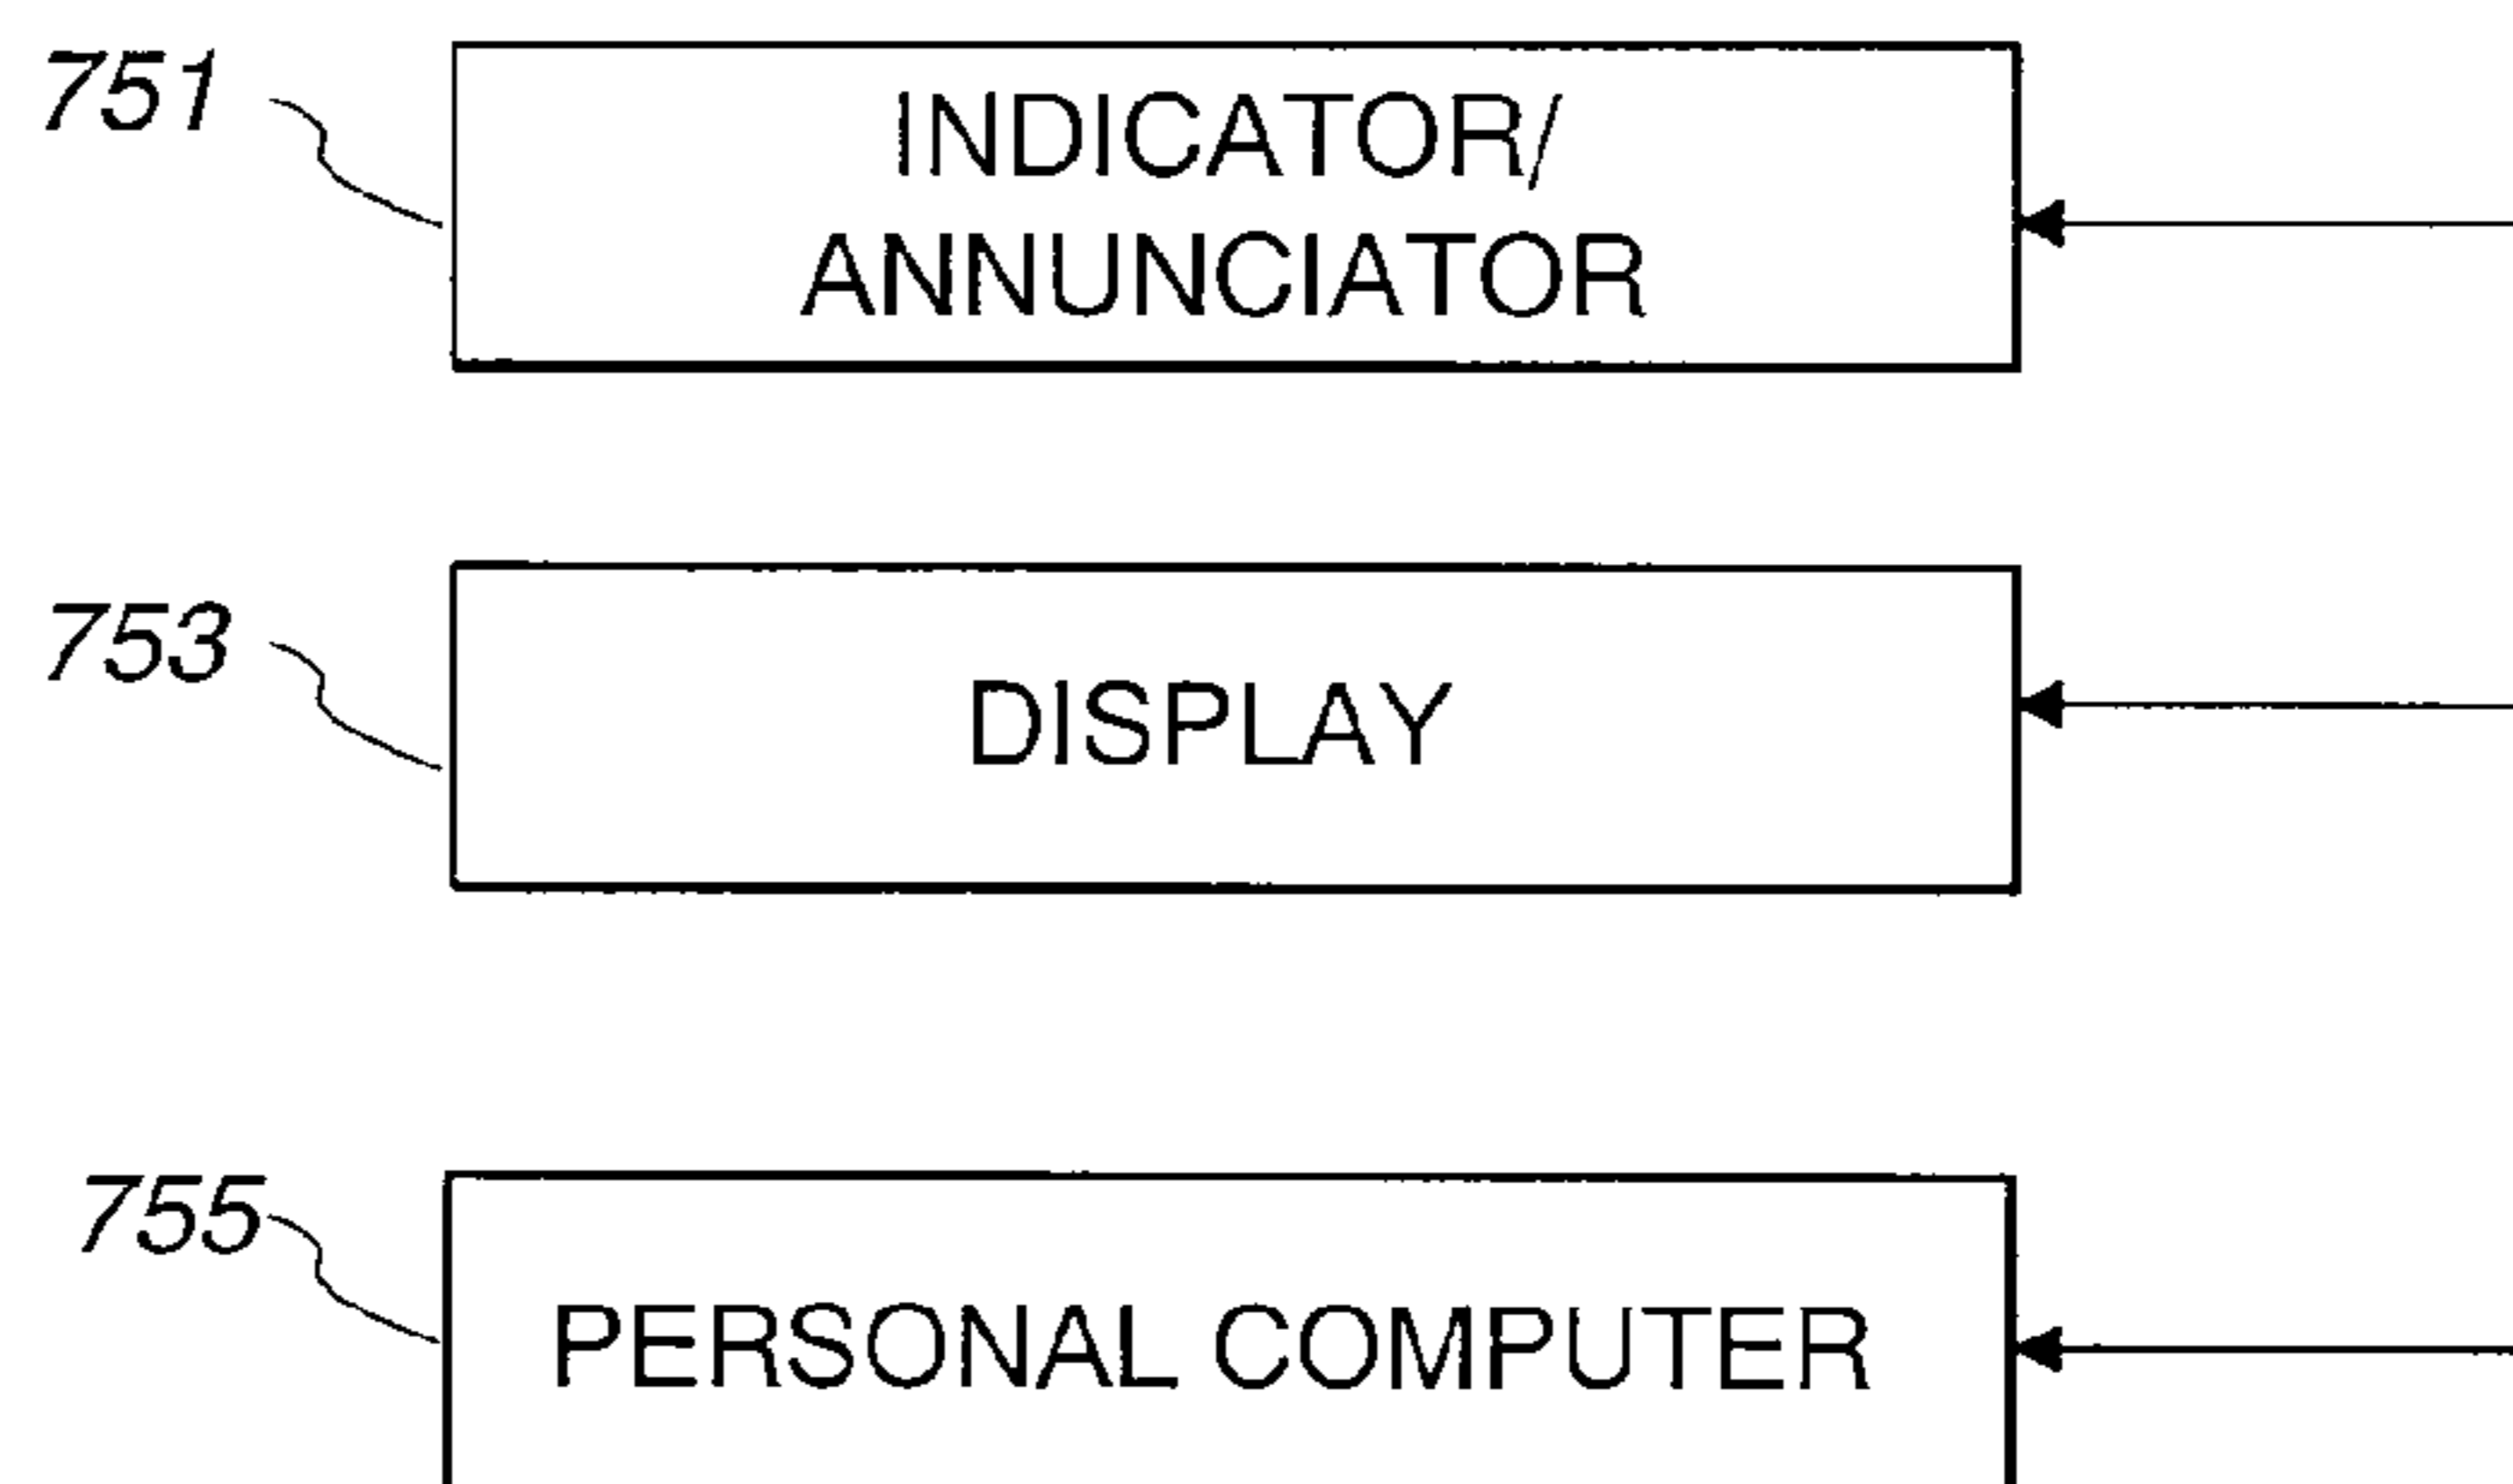 751
INDICATOR/
ANNUNCIATOR
753
DISPLAY
755
PERSONAL COMPUTER